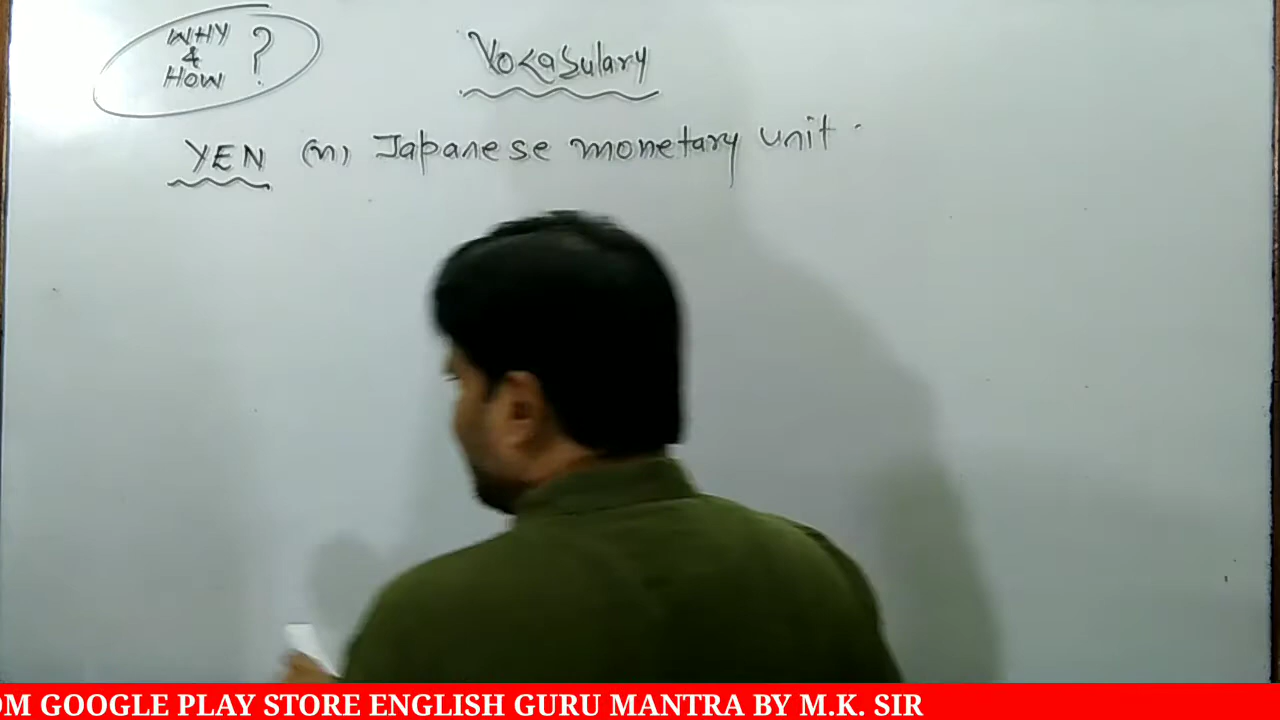 WHY
&
HOW
?
Vocabulary
YEN (n) Japanese monetary unit.
OM GOOGLE PLAY STORE ENGLISH GURU MANTRA BY M.K. SIR